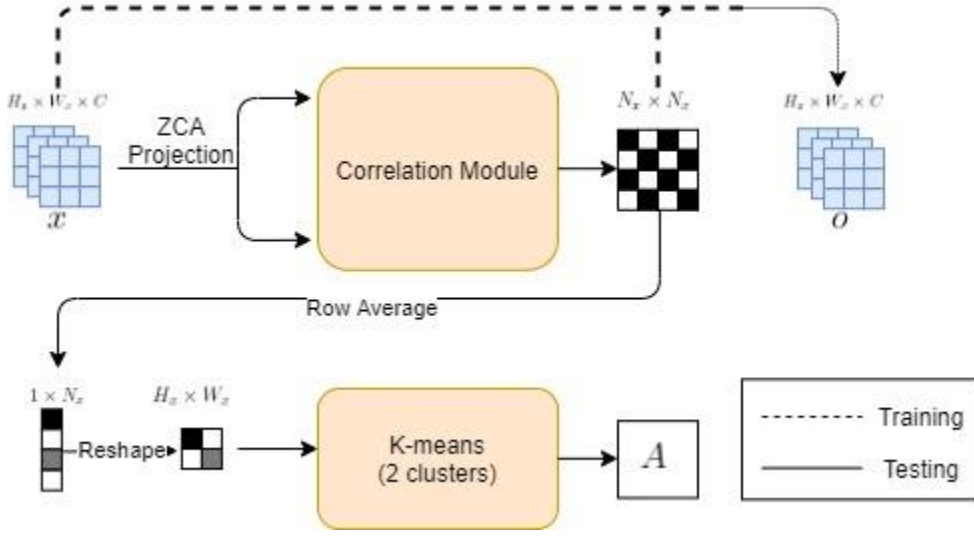 H_x × W_x × C
ZCA
Projection
x
Correlation Module
N_x × N_x
H_x × W_x × C
o
Row Average
1 × N_x
H_x × W_x
Reshape
K-means
(2 clusters)
A
Training
Testing